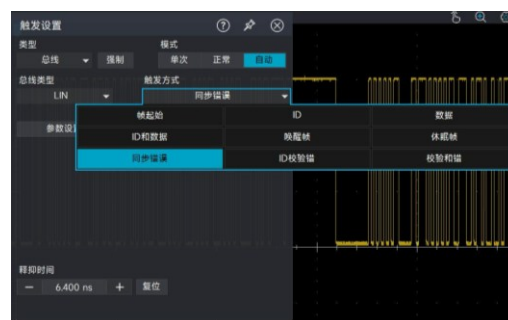 触发设置
类型
模式
总线
强制
单次
正常
自动
总线类型
触发方式
LIN
同步错误
帧起始
ID
数据
ID和数据
唤醒帧
休眠帧
同步错误
ID校验错
校验和错
释抑时间
6.400 ns
复位